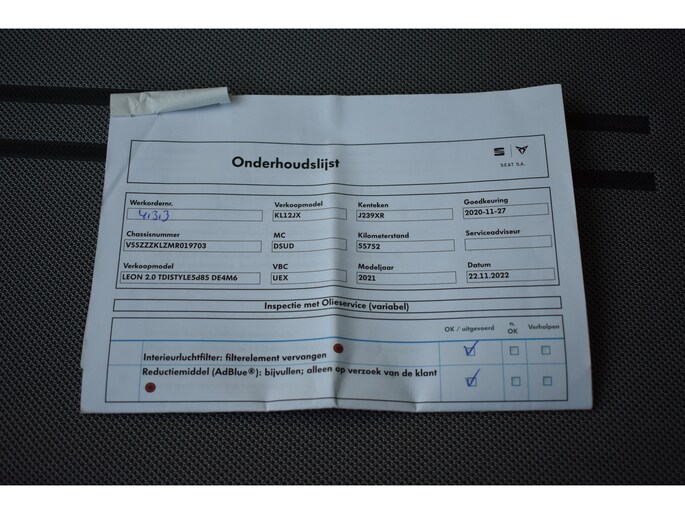 Onderhoudslijst
SEAT S.A.
Werkordernr. Verkoopmodel Kenteken Goedkeuring
4133 KL12JX J239XR 2020-11-27
Chassisnummer MC Kilometerstand Serviceadviseur
VSSZZZKLZMR019703 DSUD 55752
Verkoopmodel VBC Modeljaar Datum
LEON 2.0 TDISTYLE5d85 DE4M6 UEX 2021 22.11.2022
Inspectie met Olieservice (variabel)
OK / uitgevoerd n. OK Verholpen
Interieurluchtfilter: filterelement vervangen
Reductiemiddel (AdBlue®): bijvullen; alleen op verzoek van de klant